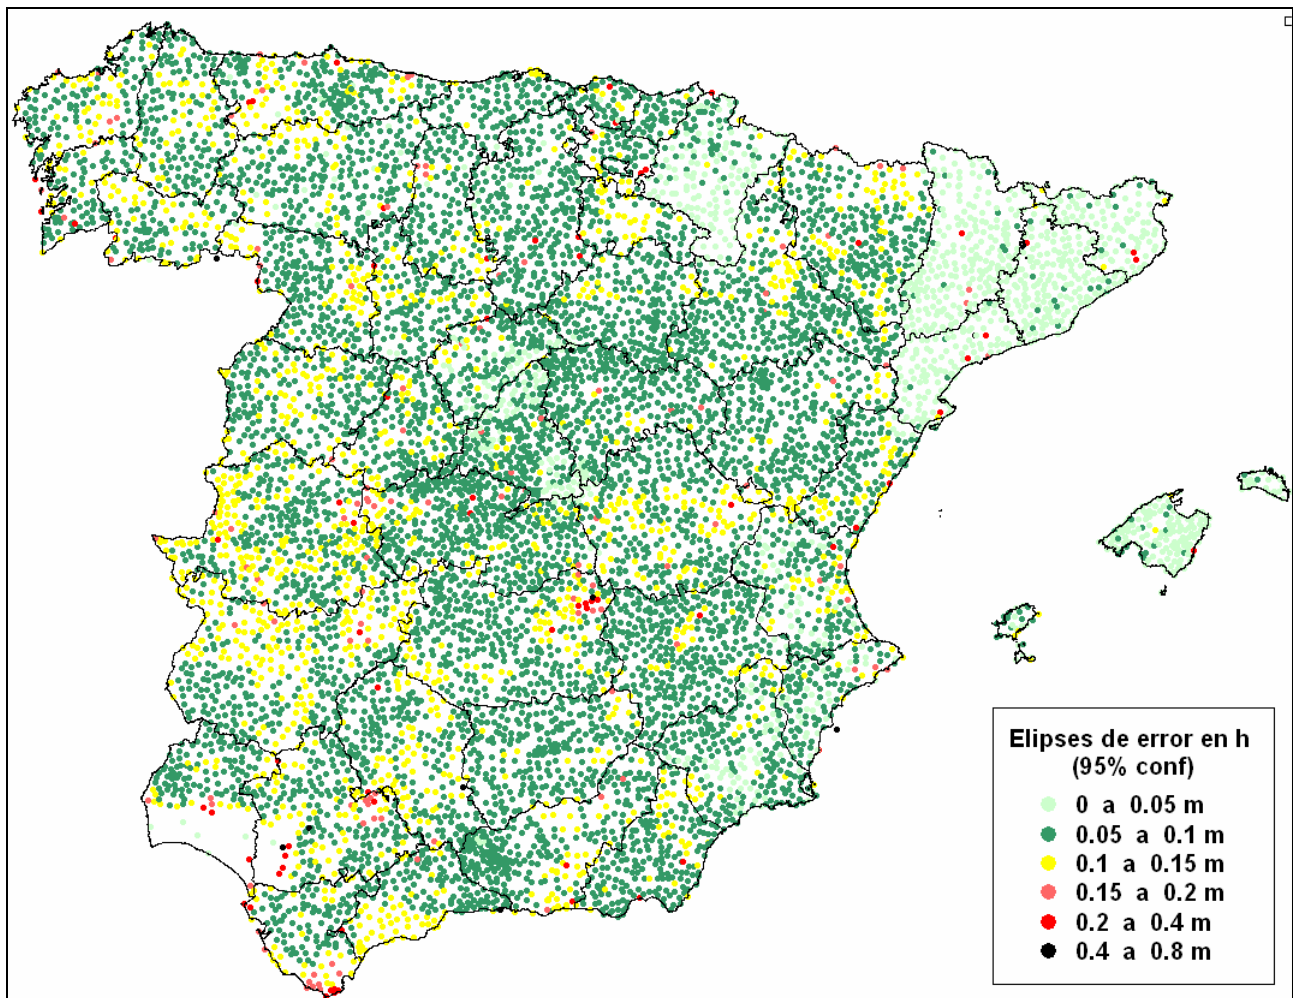 Elipses de error en h
(95% conf)
0 a 0.05 m
0.05 a 0.1 m
0.1 a 0.15 m
0.15 a 0.2 m
0.2 a 0.4 m
0.4 a 0.8 m